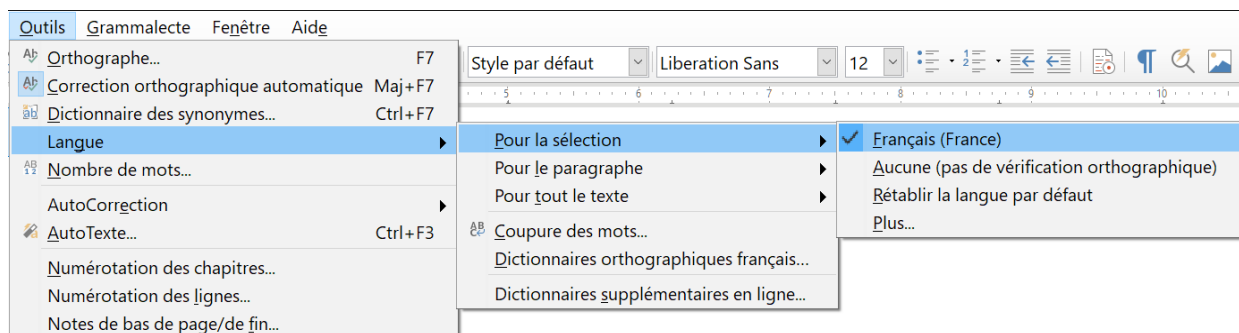 Outils Grammalecte Fenêtre Aide
Orthographe... F7
Style par défaut Liberation Sans 12
Correction orthographique automatique Maj+F7
5 6 7 8 9 10
Dictionnaire des synonymes... Ctrl+F7
Langue
Pour la sélection
Français (France)
Nombre de mots...
Pour le paragraphe
Aucune (pas de vérification orthographique)
Pour tout le texte
Rétablir la langue par défaut
AutoCorrection
Plus...
AutoTexte... Ctrl+F3
Coupure des mots...
Dictionnaires orthographiques français...
Numérotation des chapitres...
Dictionnaires supplémentaires en ligne...
Numérotation des lignes...
Notes de bas de page/de fin...